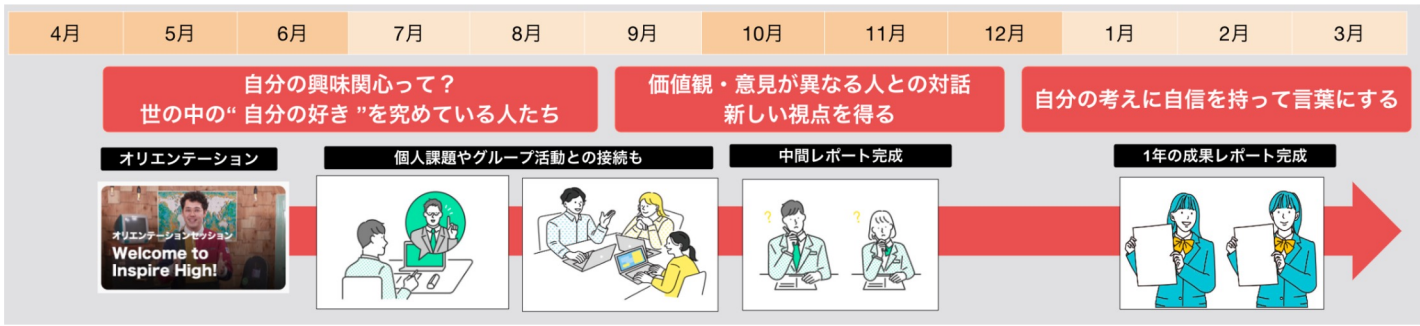 4月 5月 6月 7月 8月 9月 10月 11月 12月 1月 2月 3月
自分の興味関心って？
世の中の“ 自分の好き ”を究めている人たち
価値観・意見が異なる人との対話
新しい視点を得る
自分の考えに自信を持って言葉にする
オリエンテーション
個人課題やグループ活動との接続も
中間レポート完成
1年の成果レポート完成
オリエンテーションセッション
Welcome to
Inspire High!
?
?